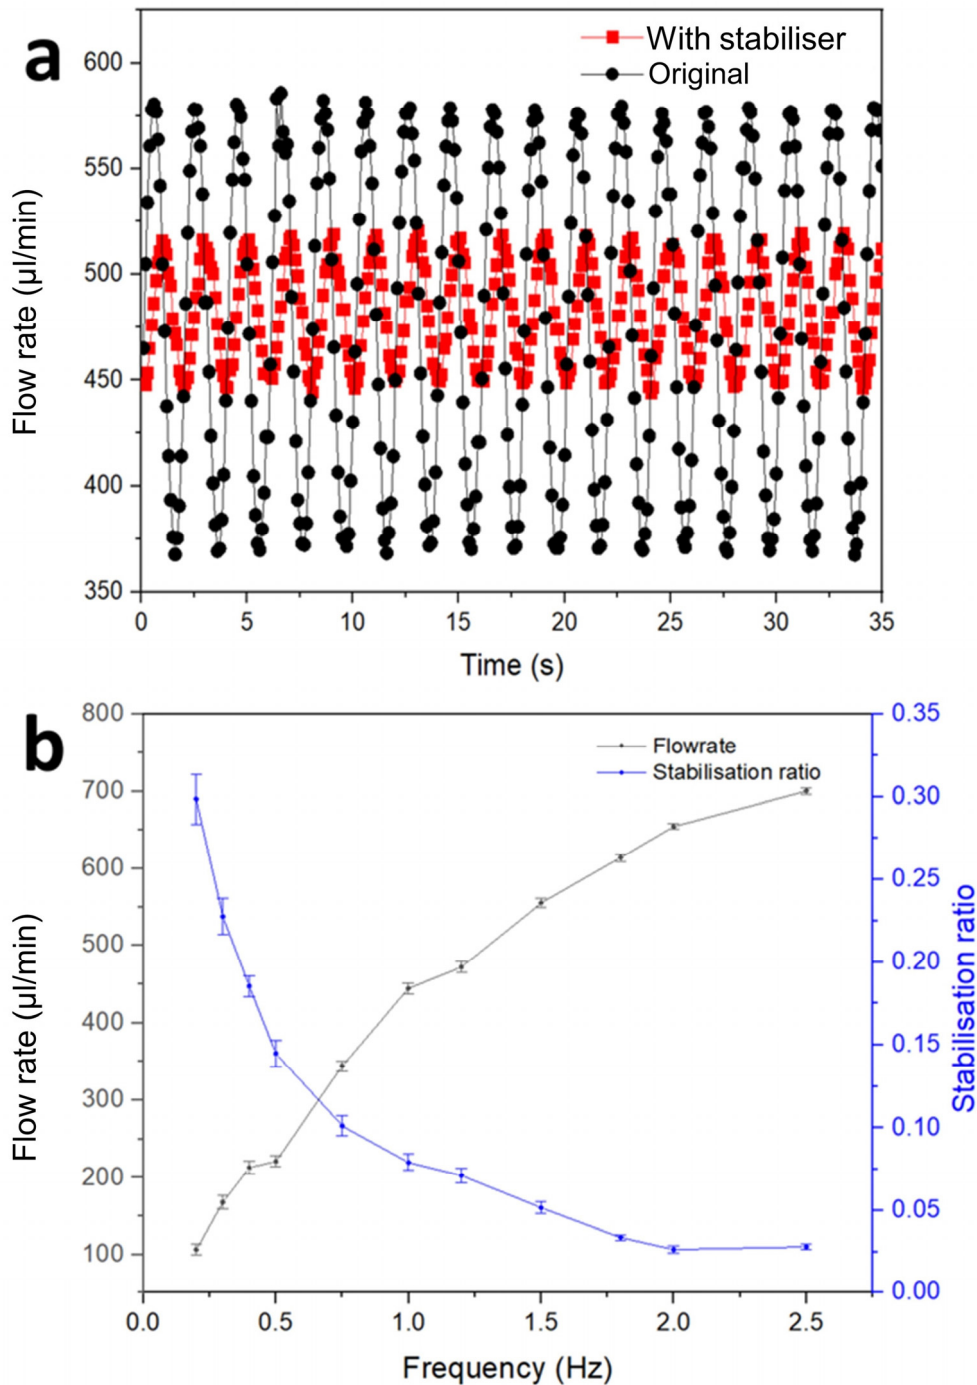 a
With stabiliser
Original
600
550
500
450
400
350
Flow rate (µl/min)
0 5 10 15 20 25 30 35
Time (s)
b
Flowrate
Stabilisation ratio
800
700
600
500
400
300
200
100
Flow rate (µl/min)
0.35
0.30
0.25
0.20
0.15
0.10
0.05
0.00
Stabilisation ratio
0.0 0.5 1.0 1.5 2.0 2.5
Frequency (Hz)